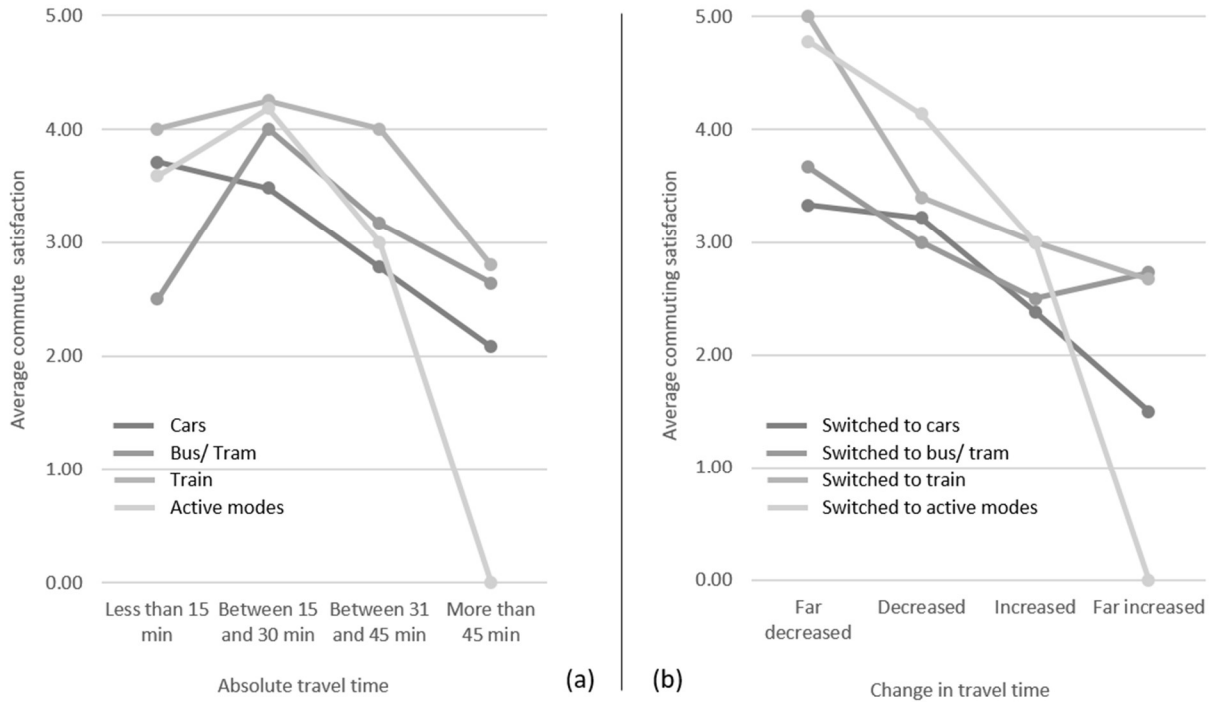 5.00
4.00
3.00
2.00
1.00
0.00
Average commute satisfaction
Cars
Bus/ Tram
Train
Active modes
Less than 15
min
Between 15
and 30 min
Between 31
and 45 min
More than
45 min
Absolute travel time
(a)
5.00
4.00
3.00
2.00
1.00
0.00
Average commuting satisfaction
Switched to cars
Switched to bus/ tram
Switched to train
Switched to active modes
Far
decreased
Decreased
Increased
Far increased
(b)
Change in travel time